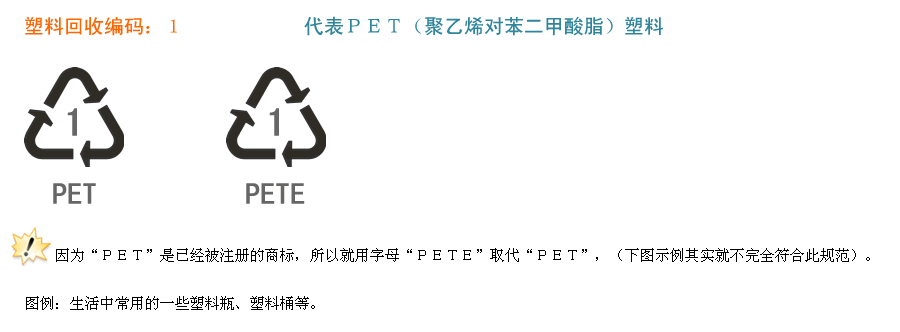 塑料回收编码：１ 代表ＰＥＴ（聚乙烯对苯二甲酸脂）塑料
1 1
PET PETE
因为“ＰＥＴ”是已经被注册的商标，所以就用字母“ＰＥＴＥ”取代“ＰＥＴ”，（下图示例其实就不完全符合此规范）。
图例：生活中常用的一些塑料瓶、塑料桶等。